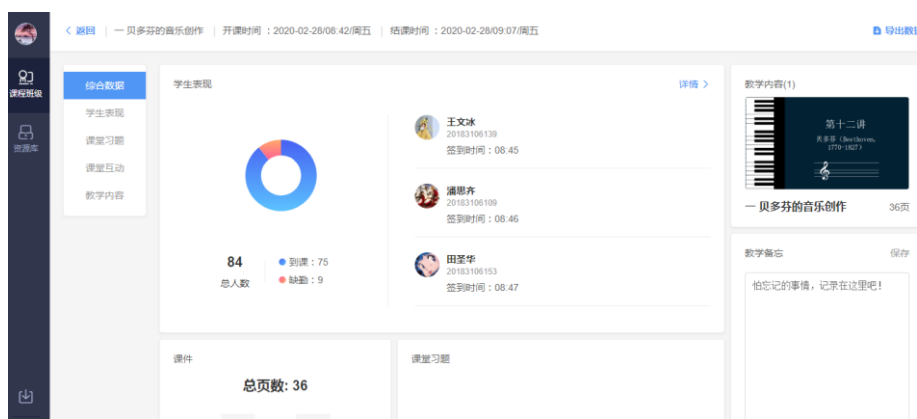 返回
一 贝多芬的音乐创作
开课时间 ：2020-02-28/08:42/周五
结课时间 ：2020-02-28/09:07/周五
导出数据
课程班级
资源库
综合数据
学生表现
课堂习题
课堂互动
教学内容
学生表现
详情
84
总人数
到课：75
缺勤：9
王文冰
20183106139
签到时间：08:45
潘思齐
20183106109
签到时间：08:46
田圣华
20183106153
签到时间：08:47
教学内容(1)
第十二讲
贝多芬（Beethoven,
1770-1827）
一 贝多芬的音乐创作
36页
教学备忘
保存
怕忘记的事情，记录在这里吧！
课件
总页数: 36
课堂习题